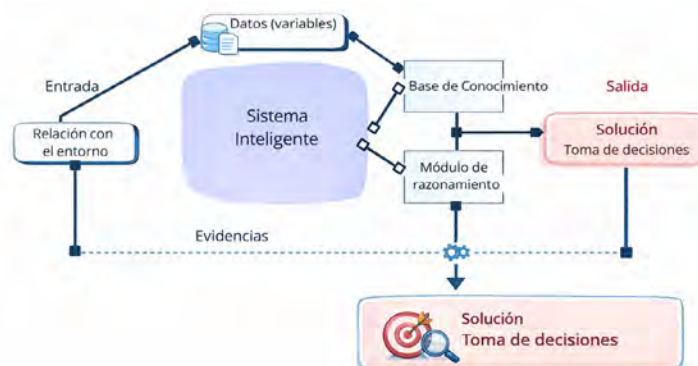 Datos (variables)
Entrada
Base de Conocimiento
Salida
Sistema
Inteligente
Relación con
el entorno
Solución
Toma de decisiones
Módulo de
razonamiento
Evidencias
Solución
Toma de decisiones